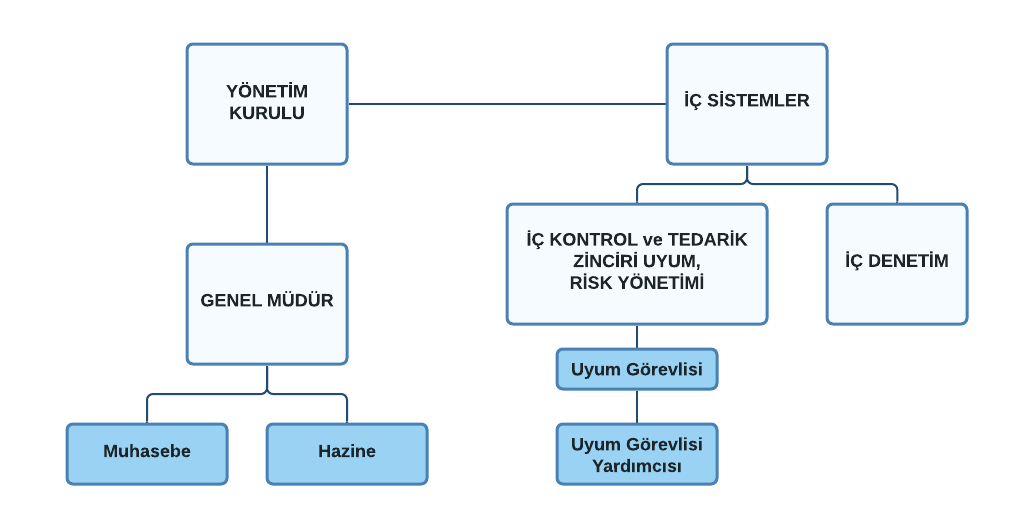 YÖNETİM
KURULU
İÇ SİSTEMLER
İÇ KONTROL ve TEDARİK
ZİNCİRİ UYUM,
RİSK YÖNETİMİ
İÇ DENETİM
GENEL MÜDÜR
Uyum Görevlisi
Muhasebe
Hazine
Uyum Görevlisi
Yardımcısı